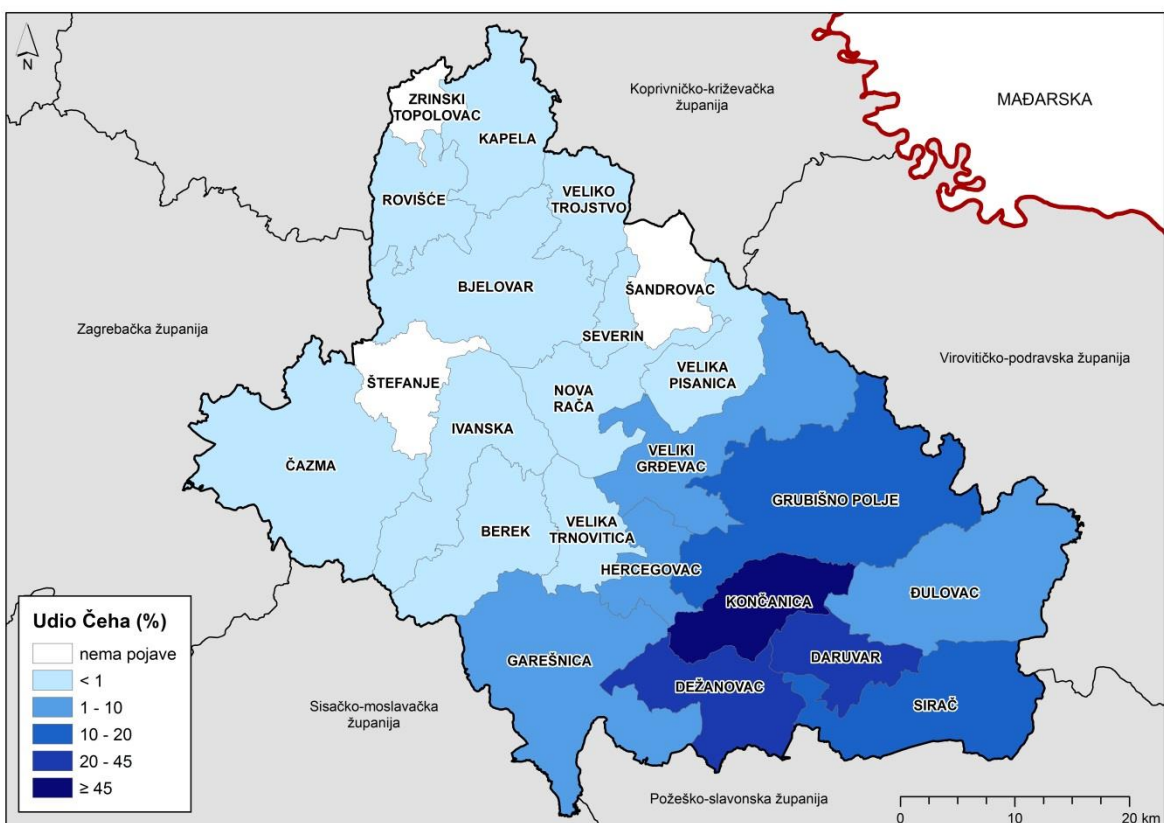 N
Koprivničko-križevačka
županija
MAĐARSKA
ZRINSKI
TOPOLOVAC
KAPELA
ROVIŠĆE
VELIKO
TROJSTVO
BJELOVAR
ŠANDROVAC
Zagrebačka županija
SEVERIN
Virovitičko-podravska županija
ŠTEFANJE
VELIKA
PISANICA
NOVA
RAČA
IVANSKA
ČAZMA
VELIKI
GRĐEVAC
GRUBIŠNO POLJE
BEREK
VELIKA
TRNOVITICA
HERCEGOVAC
KONČANICA
ĐULOVAC
GAREŠNICA
DARUVAR
DEŽANOVAC
SIRAČ
Sisačko-moslavačka
županija
Požeško-slavonska županija
Udio Čeha (%)
nema pojave
< 1
1 - 10
10 - 20
20 - 45
≥ 45
0 10 20 km